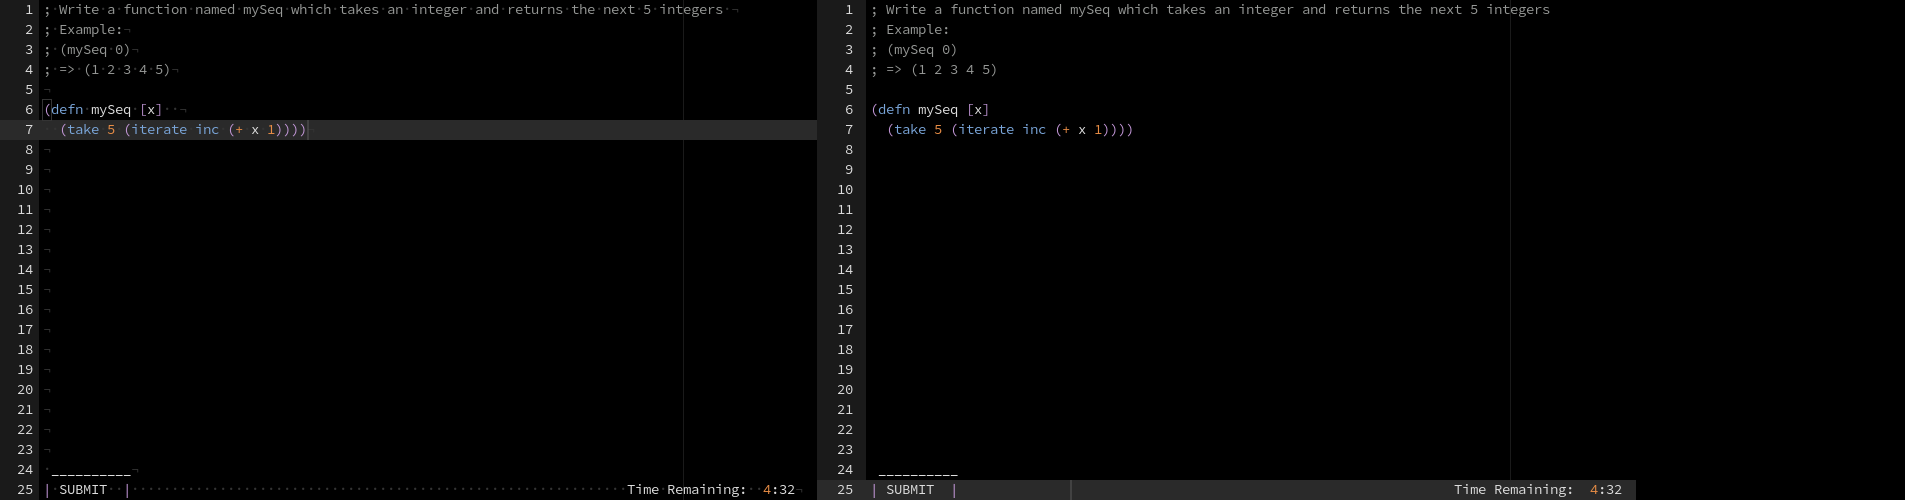 1 ; Write a function named mySeq which takes an integer and returns the next 5 integers
2 ; Example:
3 ; (mySeq 0)
4 ; => (1 2 3 4 5)
5
6 (defn mySeq [x]
7   (take 5 (iterate inc (+ x 1))))
8
9
10
11
12
13
14
15
16
17
18
19
20
21
22
23
24  __________
25 | SUBMIT  | Time Remaining:  4:32
1 ; Write a function named mySeq which takes an integer and returns the next 5 integers
2 ; Example:
3 ; (mySeq 0)
4 ; => (1 2 3 4 5)
5
6 (defn mySeq [x]
7   (take 5 (iterate inc (+ x 1))))
8
9
10
11
12
13
14
15
16
17
18
19
20
21
22
23
24  __________
25 | SUBMIT  | Time Remaining:  4:32